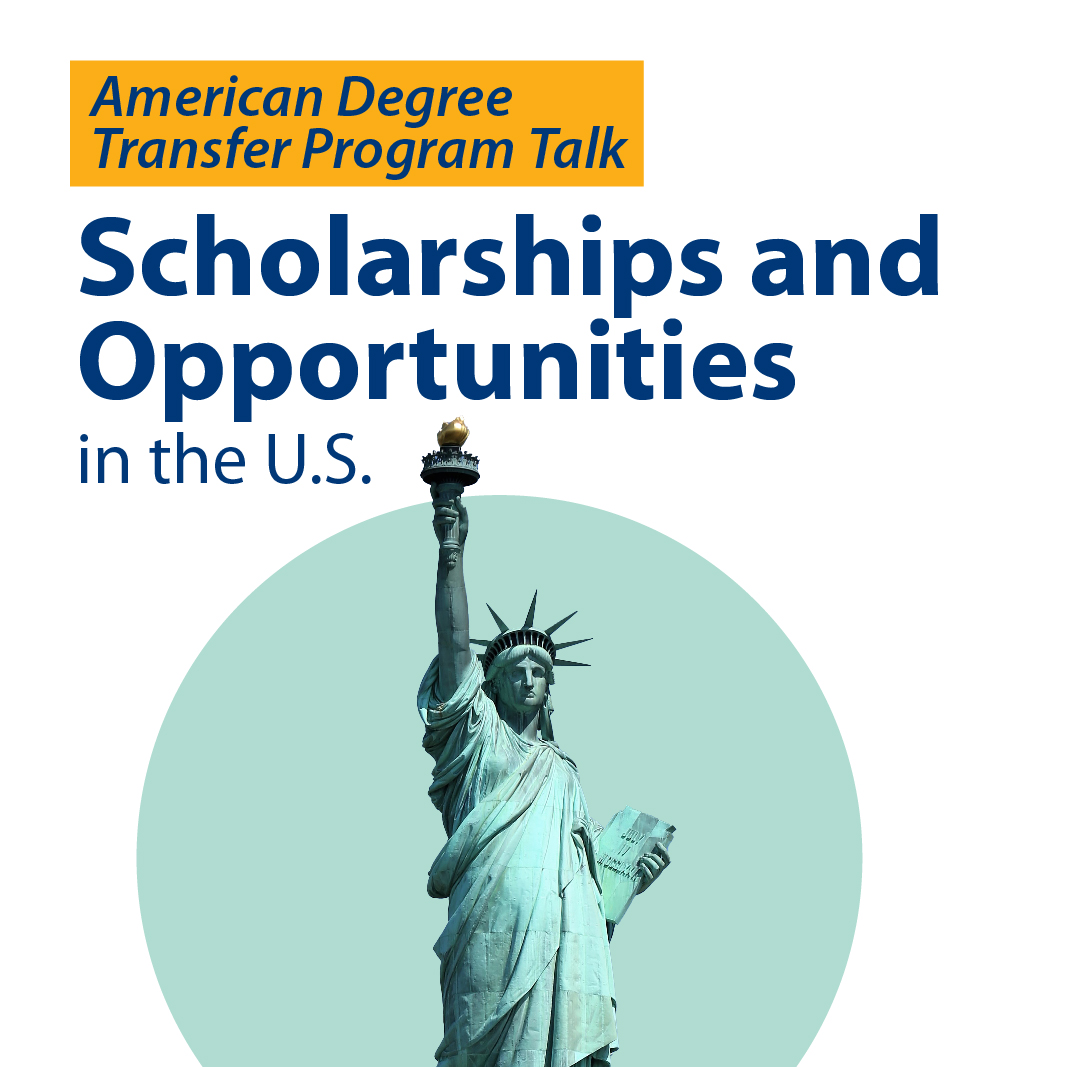 American Degree
Transfer Program Talk
Scholarships and
Opportunities
in the U.S.